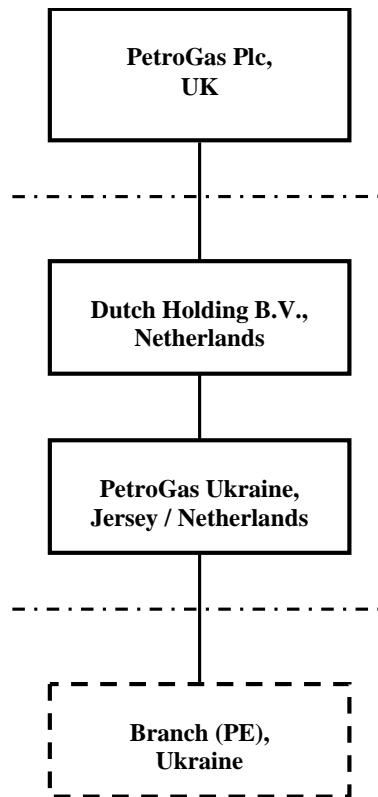 PetroGas Plc,
UK
Dutch Holding B.V.,
Netherlands
PetroGas Ukraine,
Jersey / Netherlands
Branch (PE),
Ukraine